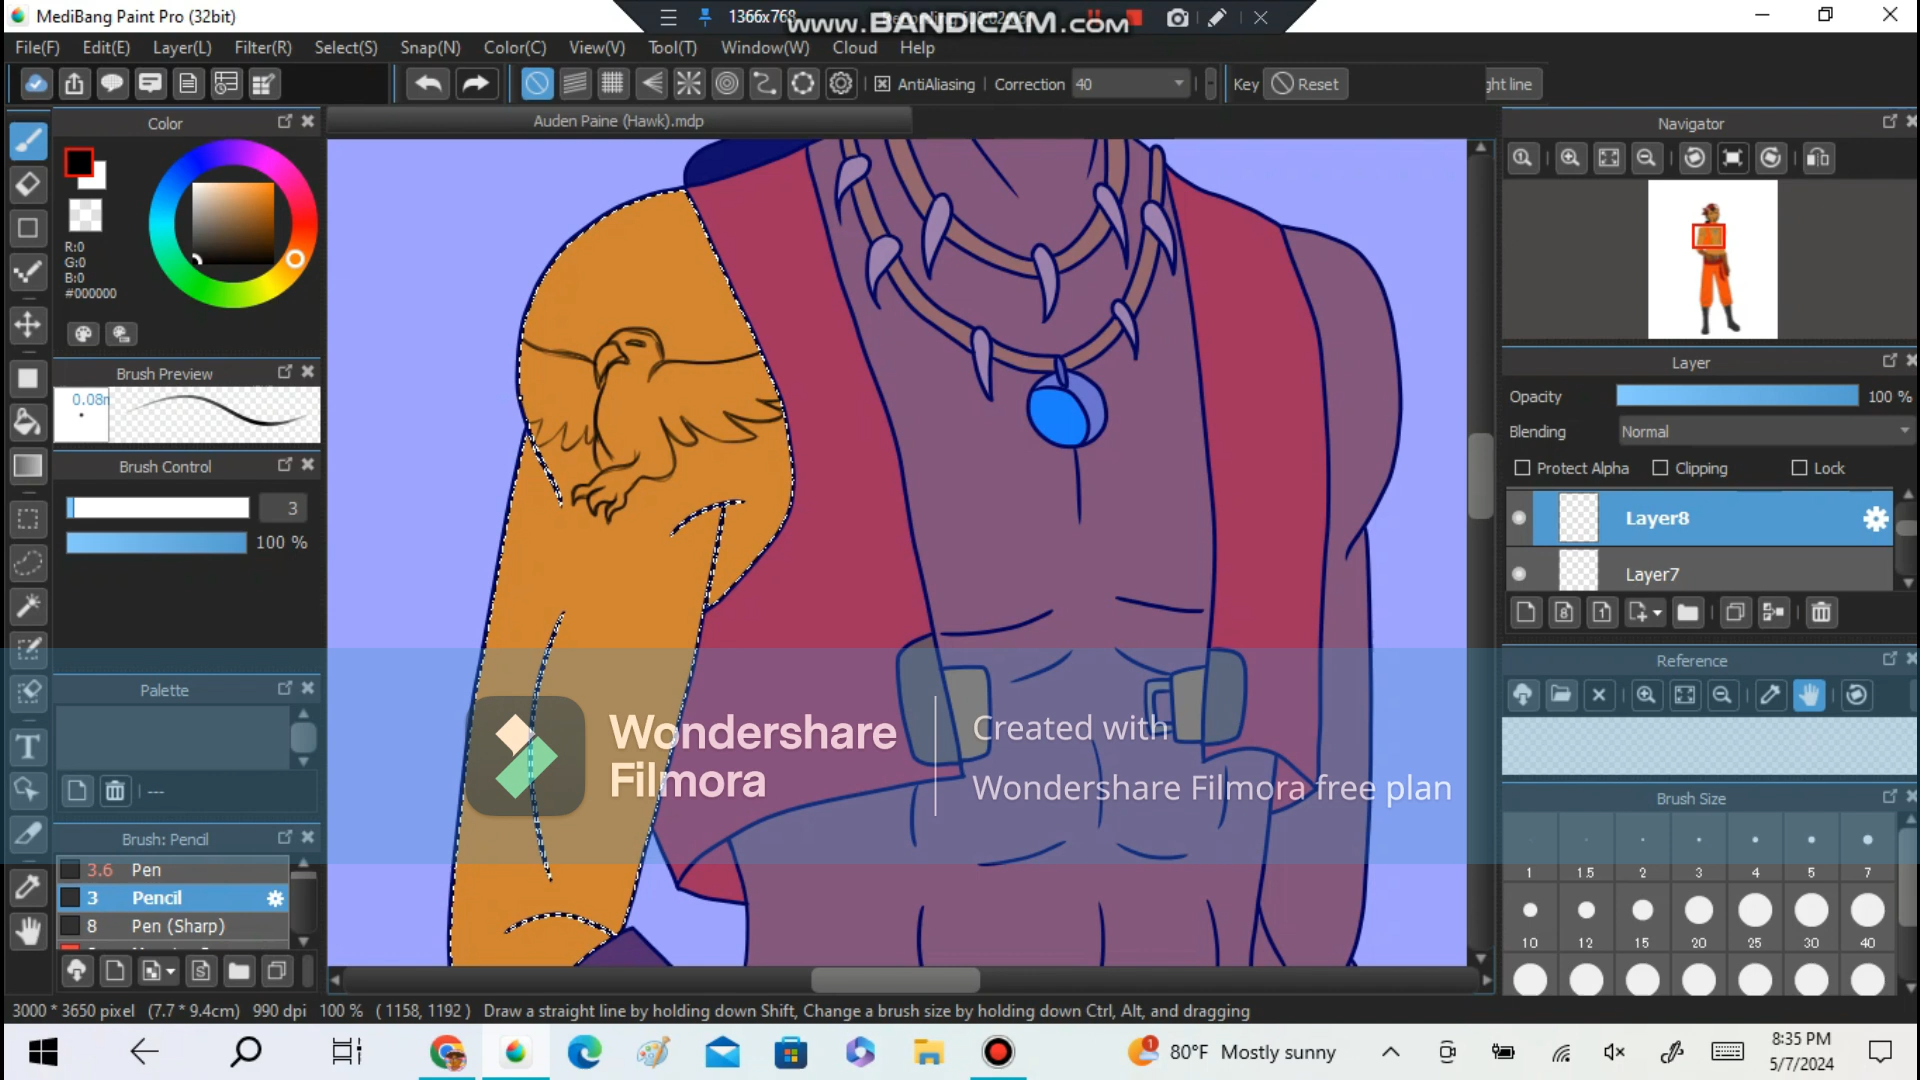 MediBang Paint Pro (32bit)
1366x768
www.BANDICAM.com
File(F) Edit(E) Layer(L) Filter(R) Select(S) Snap(N) Color(C) View(V) Tool(T) Window(W) Cloud Help
AntiAliasing Correction 40 Key Reset ght line
Color
Auden Paine (Hawk).mdp
Navigator
R:0
G:0
B:0
#000000
Brush Preview
0.08m
Layer
Opacity 100 %
Blending Normal
Protect Alpha Clipping Lock
Brush Control
3
100 %
Layer8
Layer7
Reference
Palette
---
Wondershare
Filmora
Created with
Wondershare Filmora free plan
Brush Size
Brush: Pencil
3.6 Pen
3 Pencil
8 Pen (Sharp)
1 1.5 2 3 4 5 7
10 12 15 20 25 30 40
3000 * 3650 pixel (7.7 * 9.4cm) 990 dpi 100 % ( 1158, 1192 ) Draw a straight line by holding down Shift, Change a brush size by holding down Ctrl, Alt, and dragging
1
80°F Mostly sunny
8:35 PM
5/7/2024